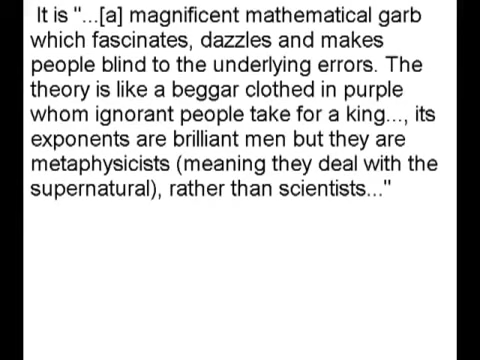 It is "...[a] magnificent mathematical garb
which fascinates, dazzles and makes
people blind to the underlying errors. The
theory is like a beggar clothed in purple
whom ignorant people take for a king..., its
exponents are brilliant men but they are
metaphysicists (meaning they deal with the
supernatural), rather than scientists..."